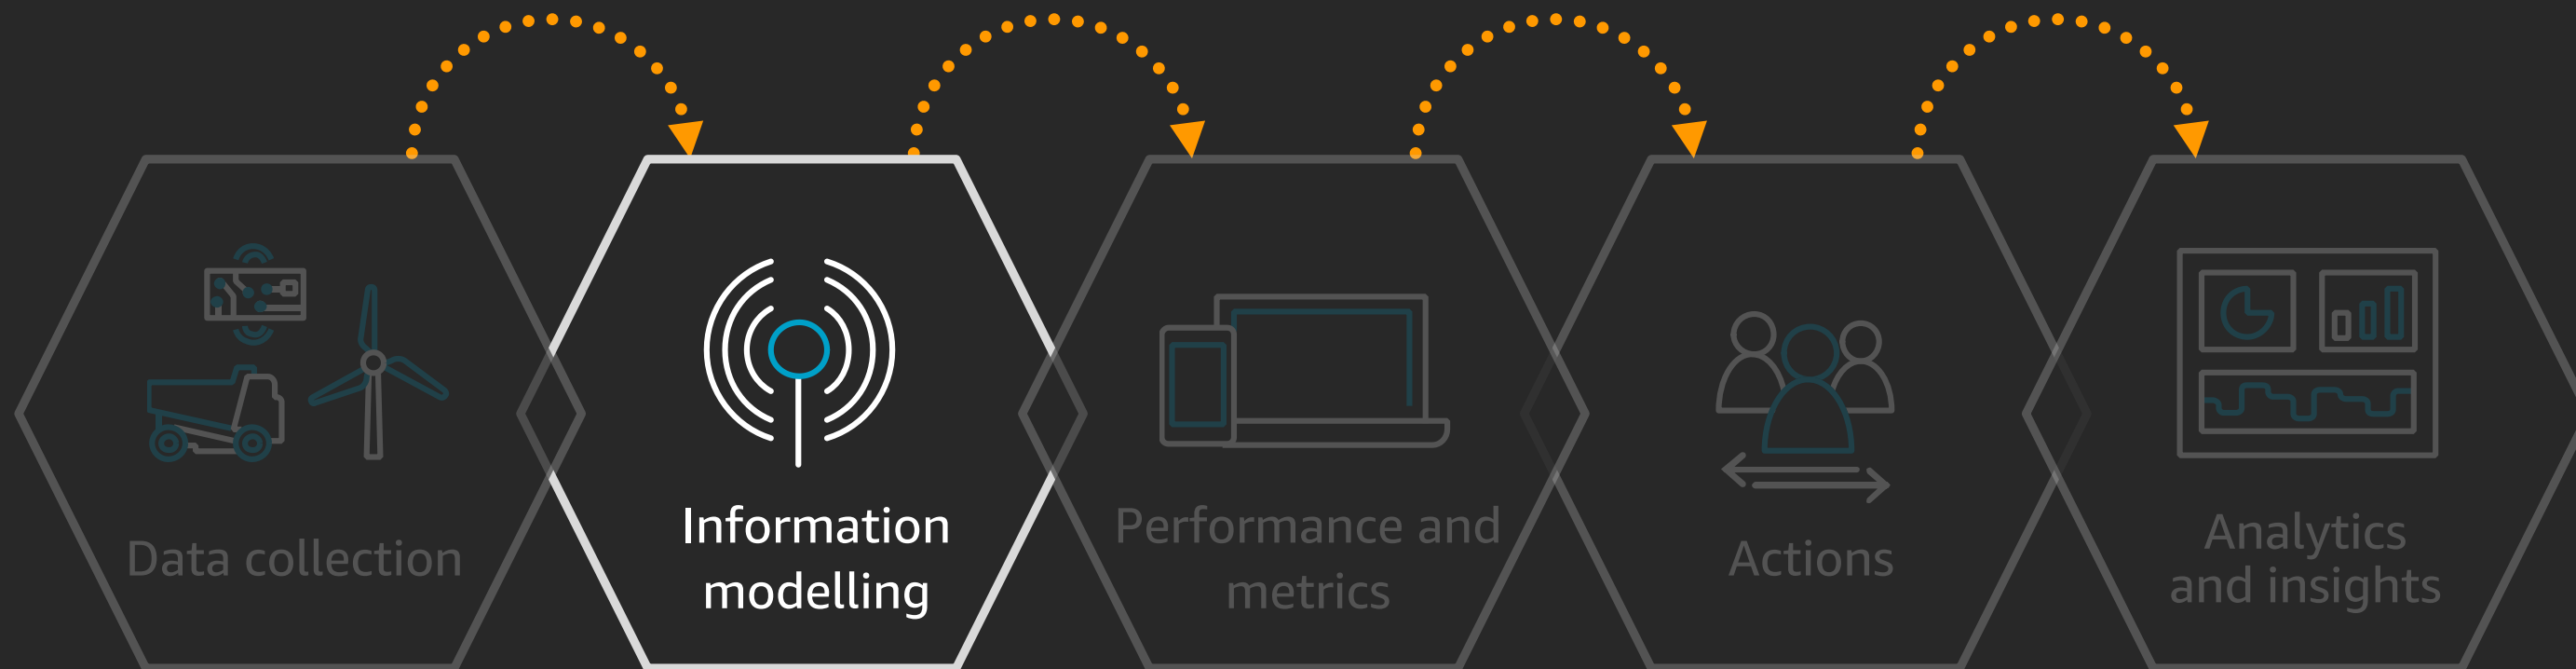 Data collection
Information
modelling
Performance and
metrics
Actions
Analytics
and insights